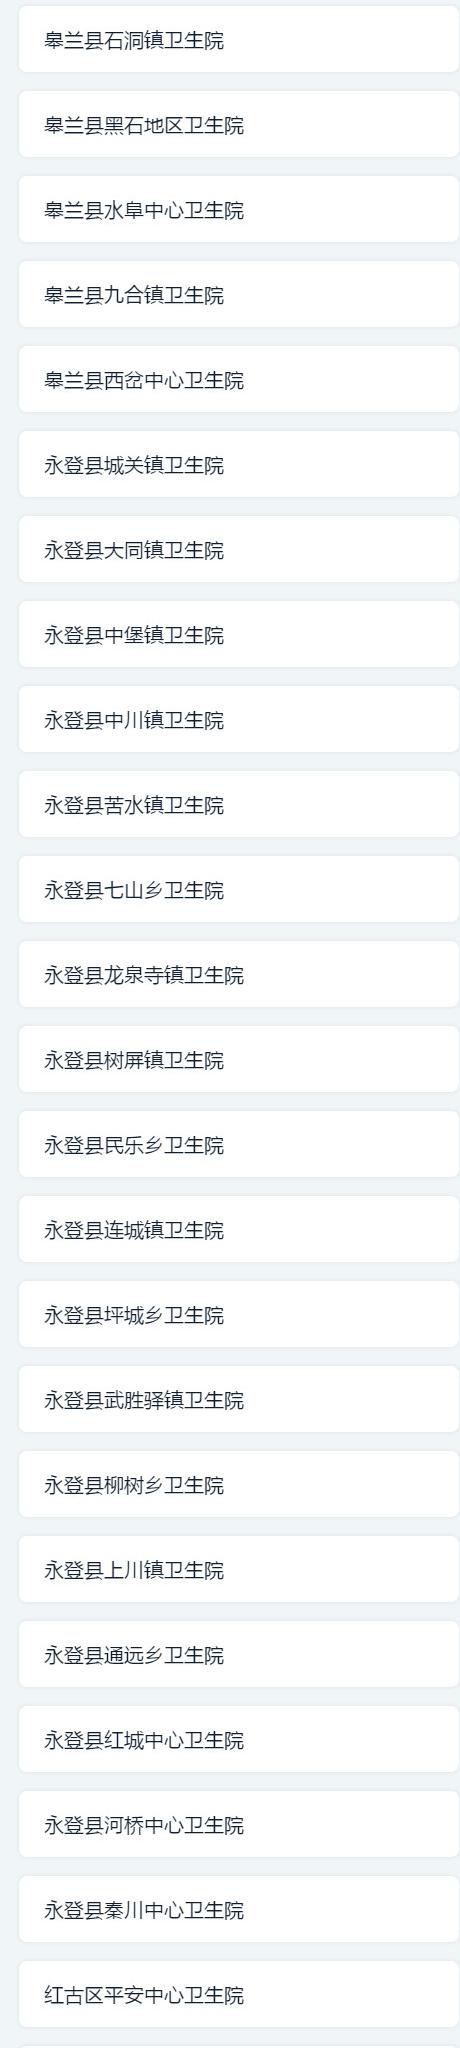 皋兰县石洞镇卫生院
皋兰县黑石地区卫生院
皋兰县水阜中心卫生院
皋兰县九合镇卫生院
皋兰县西岔中心卫生院
永登县城关镇卫生院
永登县大同镇卫生院
永登县中堡镇卫生院
永登县中川镇卫生院
永登县苦水镇卫生院
永登县七山乡卫生院
永登县龙泉寺镇卫生院
永登县树屏镇卫生院
永登县民乐乡卫生院
永登县连城镇卫生院
永登县坪城乡卫生院
永登县武胜驿镇卫生院
永登县柳树乡卫生院
永登县上川镇卫生院
永登县通远乡卫生院
永登县红城中心卫生院
永登县河桥中心卫生院
永登县秦川中心卫生院
红古区平安中心卫生院